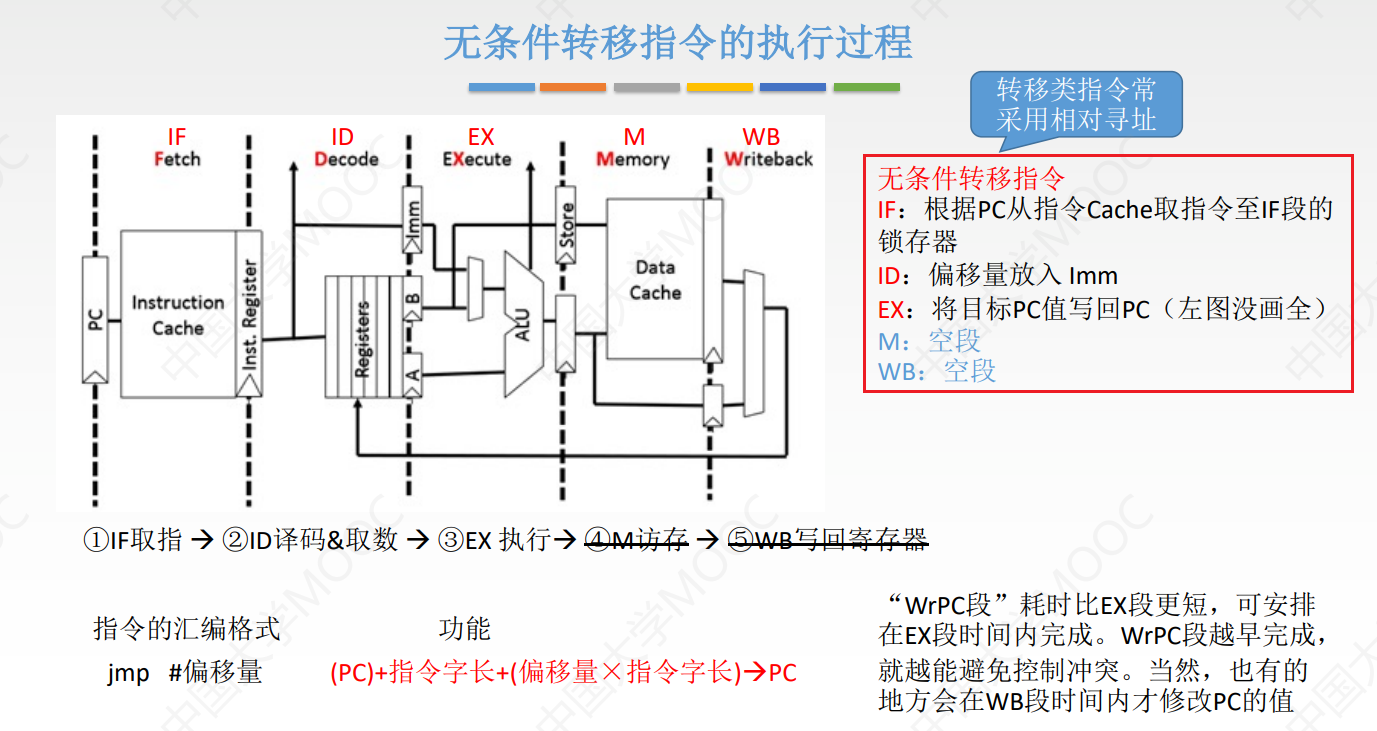 无条件转移指令的执行过程
转移类指令常
采用相对寻址
IF
Fetch
ID
Decode
EX
EXecute
M
Memory
WB
Writeback
PC
Instruction
Cache
Inst. Register
Registers
Imm
B
A
ALU
Store
Data
Cache
无条件转移指令
IF：根据PC从指令Cache取指令至IF段的
锁存器
ID：偏移量放入 Imm
EX：将目标PC值写回PC（左图没画全）
M：空段
WB：空段
①IF取指 → ②ID译码&取数 → ③EX 执行→ ④M访存 → ⑤WB写回寄存器
指令的汇编格式 功能
jmp #偏移量 (PC)+指令字长+(偏移量×指令字长)→PC
“WrPC段”耗时比EX段更短，可安排
在EX段时间内完成。WrPC段越早完成，
就越能避免控制冲突。当然，也有的
地方会在WB段时间内才修改PC的值
中国大学MOOC